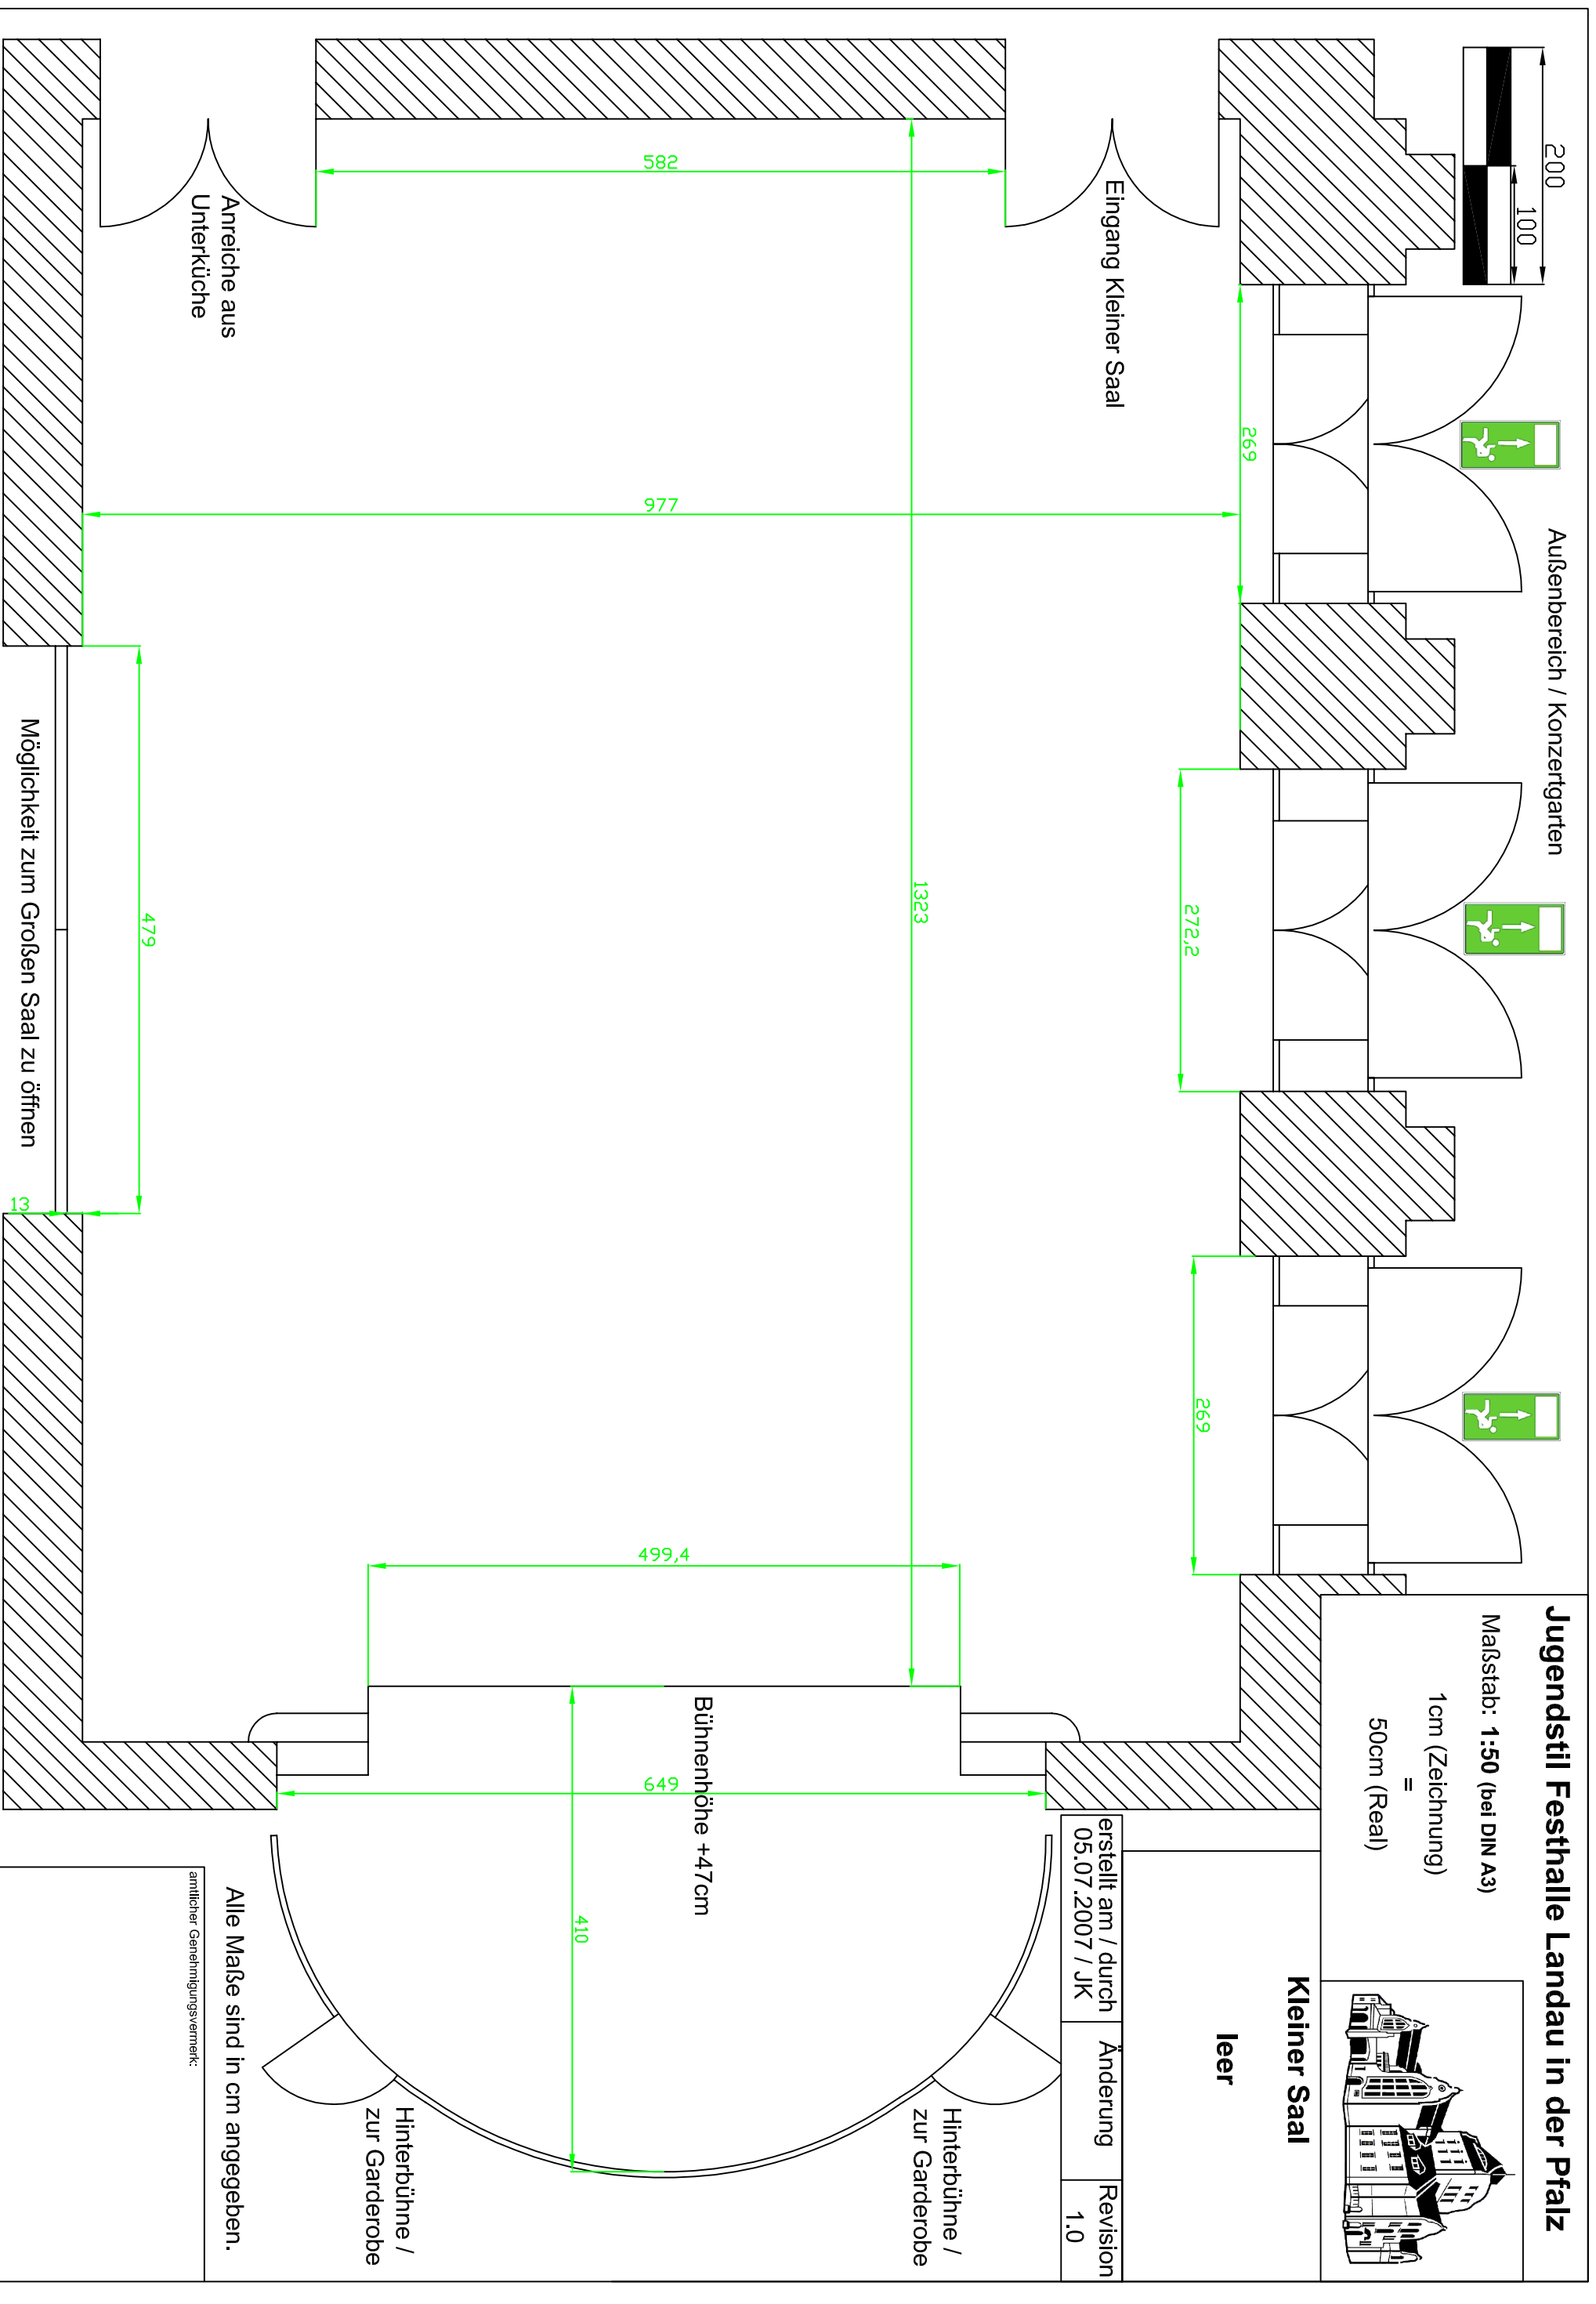 200
100
Außenbereich / Konzertgarten
Jugendstil Festhalle Landau in der Pfalz
Maßstab: 1:50 (bei DIN A3)
1cm (Zeichnung)
=
50cm (Real)
Kleiner Saal
leer
erstellt am / durch
05.07.2007 / JK
Änderung
Revision
1.0
Eingang Kleiner Saal
269
272,2
269
582
977
1323
499,4
Bühnenhöhe +47cm
649
410
Hinterbühne /
zur Garderobe
Hinterbühne /
zur Garderobe
Anreiche aus
Unterküche
479
13
Möglichkeit zum Großen Saal zu öffnen
Alle Maße sind in cm angegeben.
amtlicher Genehmigungsvermerk: